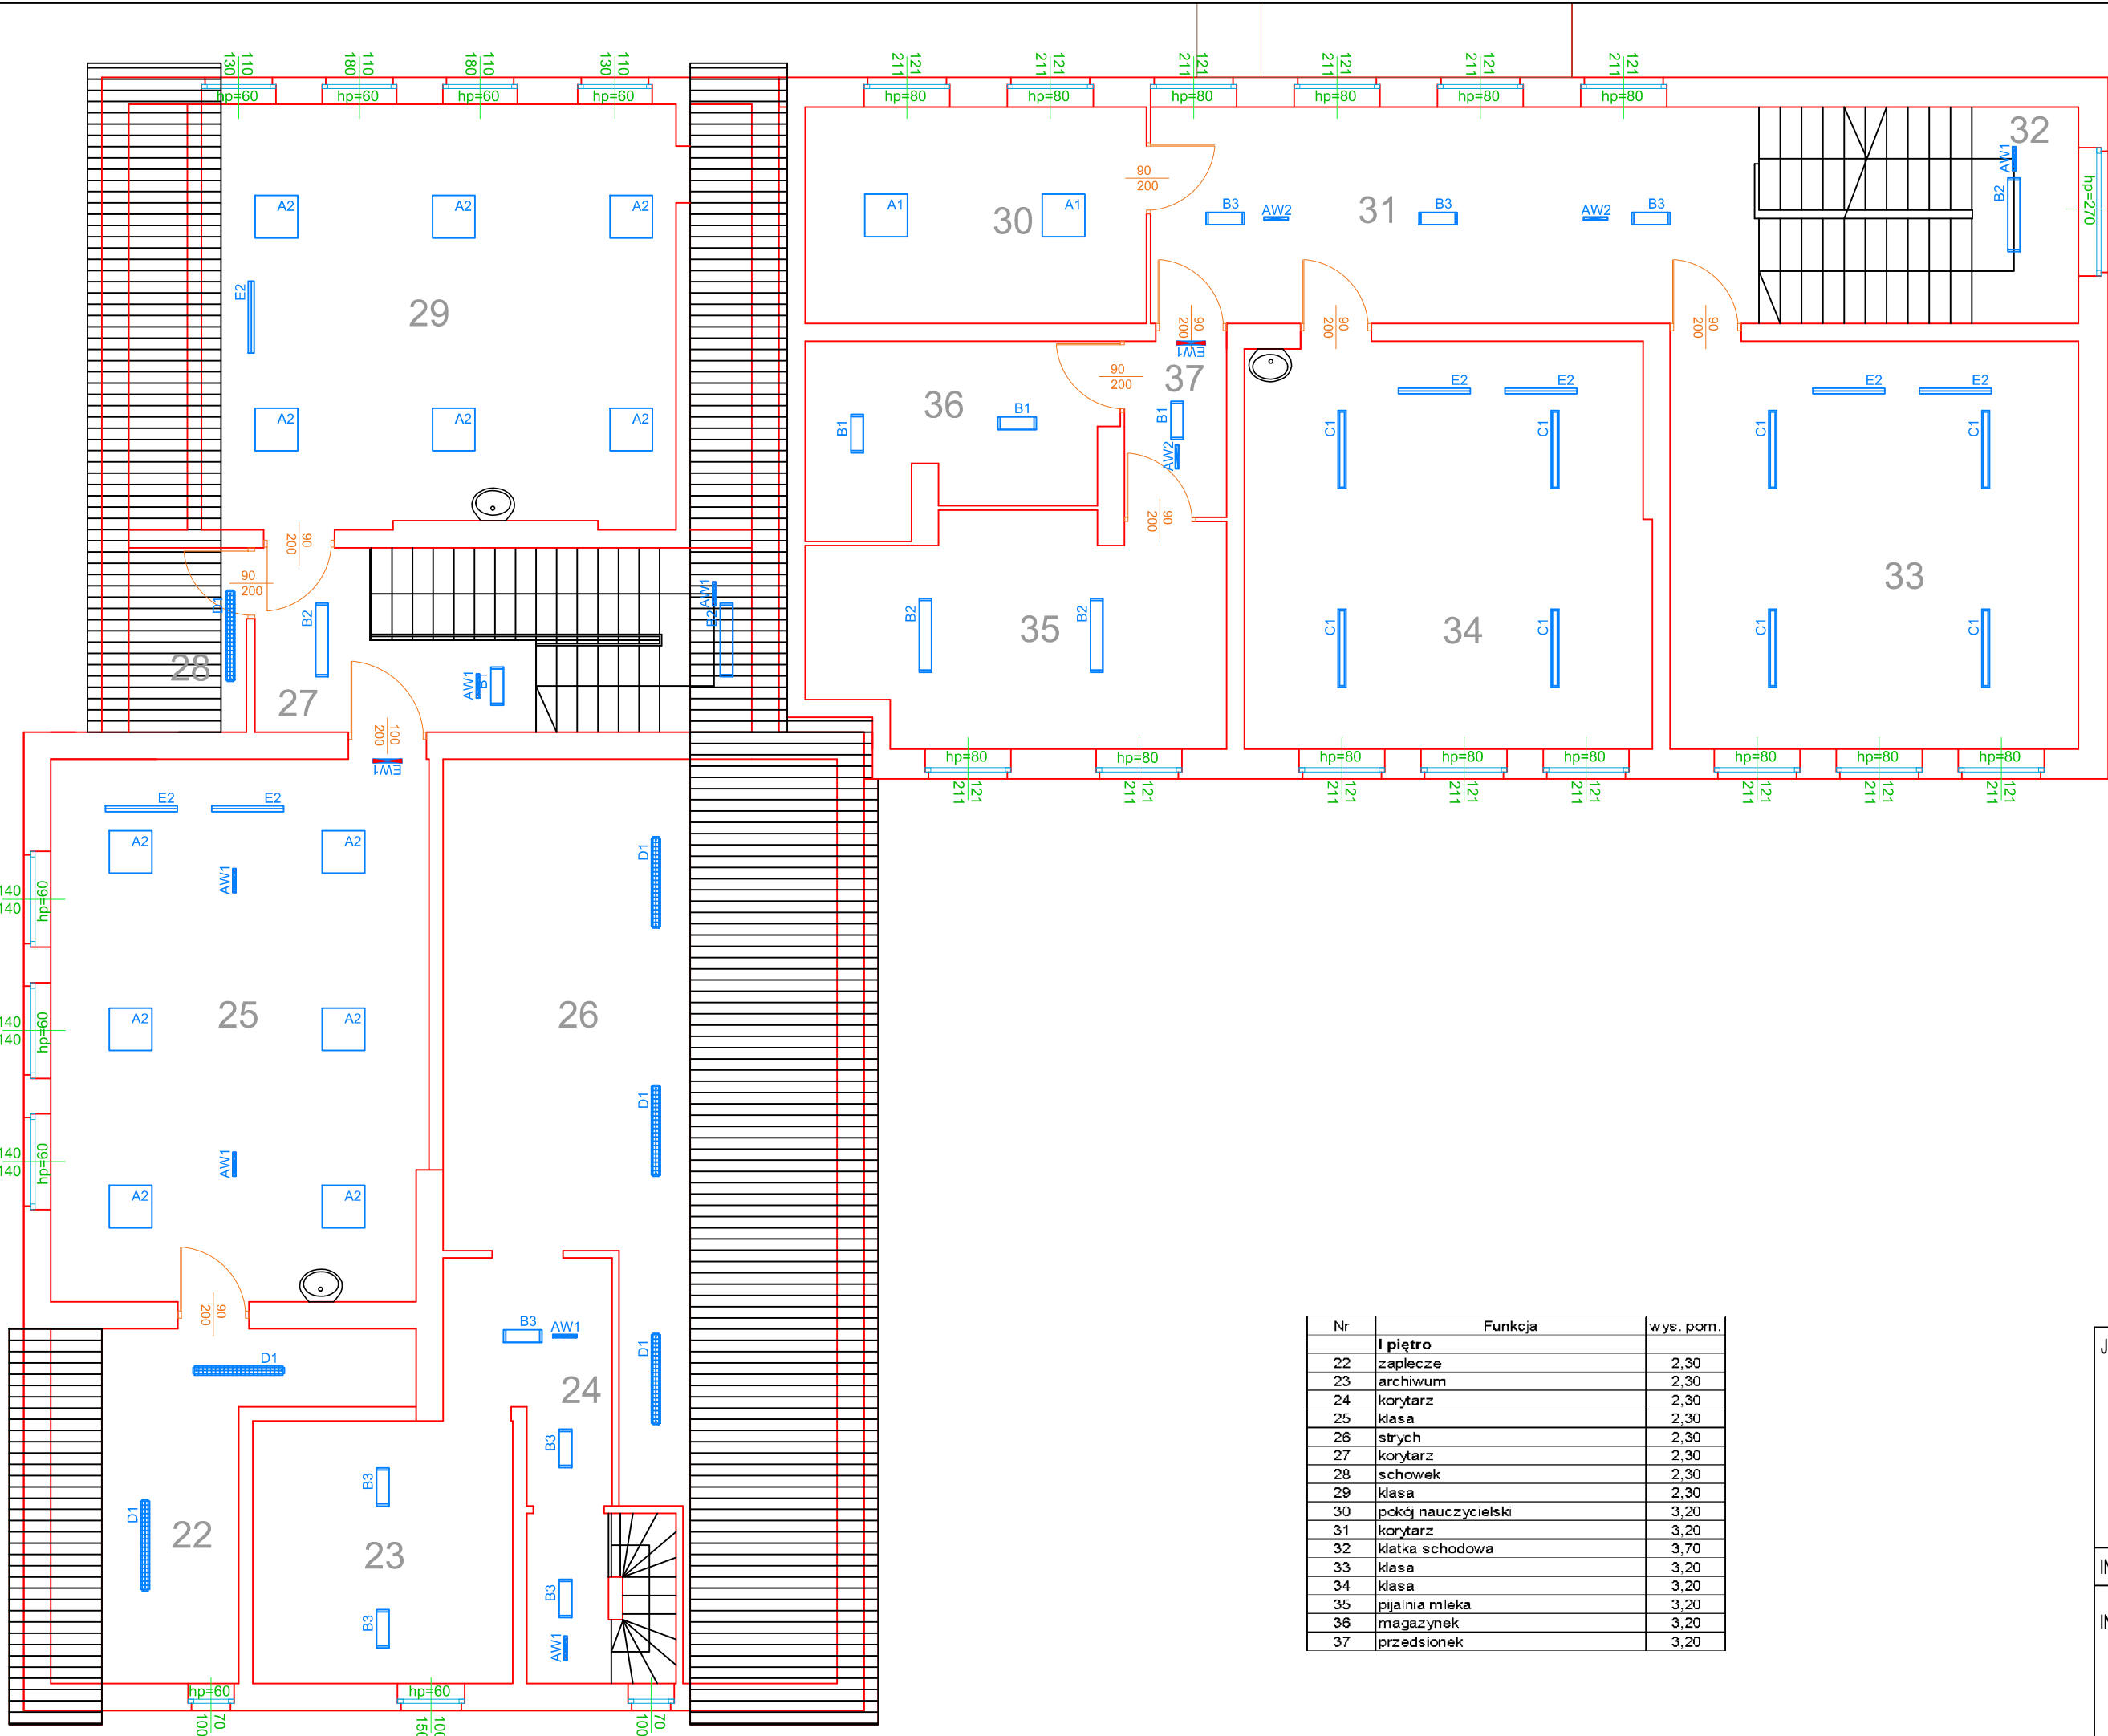 110 130
110 180
110 180
110 130
121 211
121 211
121 211
121 211
121 211
121 211
hp=60 hp=60 hp=60 hp=60
hp=80 hp=80 hp=80 hp=80 hp=80 hp=80
32
AW1
B2
hp=270
A2 A2 A2
A1 A1
90
200
30
31
B3 AW2 B3 AW2 B3
E2
29
90 200
90 200
90 200
EW1
37
90
200
36
B1
B1
B1
AW2
A2 A2 A2
E2 E2
E2 E2
C1 C1 C1 C1
90 200
90 200
90
200
D1
B2
AW1
B2
B2
35
34
33
C1 C1 C1 C1
28
27
AW1
B1
100 200
EW1
hp=80 hp=80 hp=80 hp=80 hp=80 hp=80 hp=80 hp=80
121 211
121 211
121 211
121 211
121 211
121 211
121 211
121 211
E2 E2
A2 A2
AW1
D1
140
140
hp=60
25
26
A2 A2
140
140
hp=60
D1
140
140
hp=60
AW1
A2 A2
90 200
B3 AW1
D1
D1
24
B3
B3
D1
22
23
B3
B3
AW1
hp=60 hp=60
70 100
100
70 100
Nr Funkcja wys. pom.
I piętro
22 zaplecze 2,30
23 archiwum 2,30
24 korytarz 2,30
25 klasa 2,30
26 strych 2,30
27 korytarz 2,30
28 schowek 2,30
29 klasa 2,30
30 pokój nauczycielski 3,20
31 korytarz 3,20
32 klatka schodowa 3,70
33 klasa 3,20
34 klasa 3,20
35 pijalnia mleka 3,20
36 magazynek 3,20
37 przedsionek 3,20